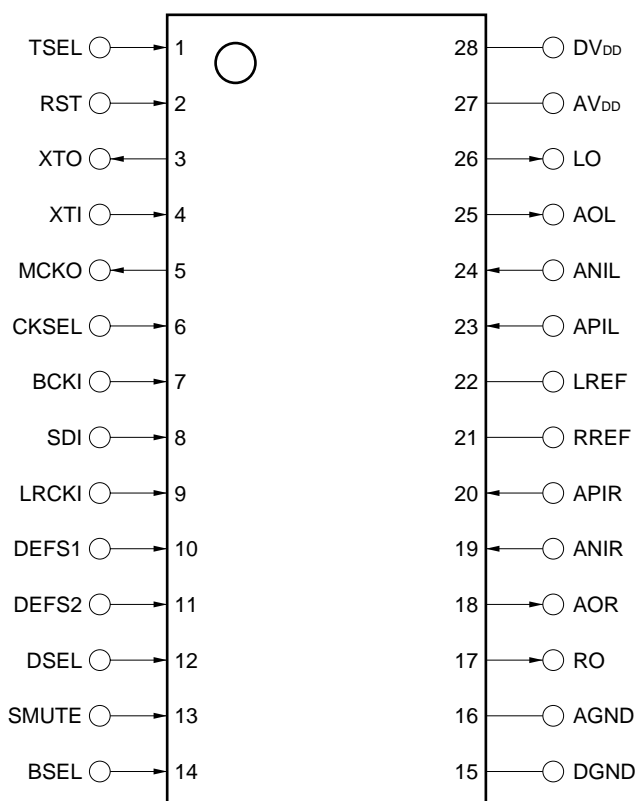 TSEL 1 28 DVDD
RST 2 27 AVDD
XTO 3 26 LO
XTI 4 25 AOL
MCKO 5 24 ANIL
CKSEL 6 23 APIL
BCKI 7 22 LREF
SDI 8 21 RREF
LRCKI 9 20 APIR
DEFS1 10 19 ANIR
DEFS2 11 18 AOR
DSEL 12 17 RO
SMUTE 13 16 AGND
BSEL 14 15 DGND